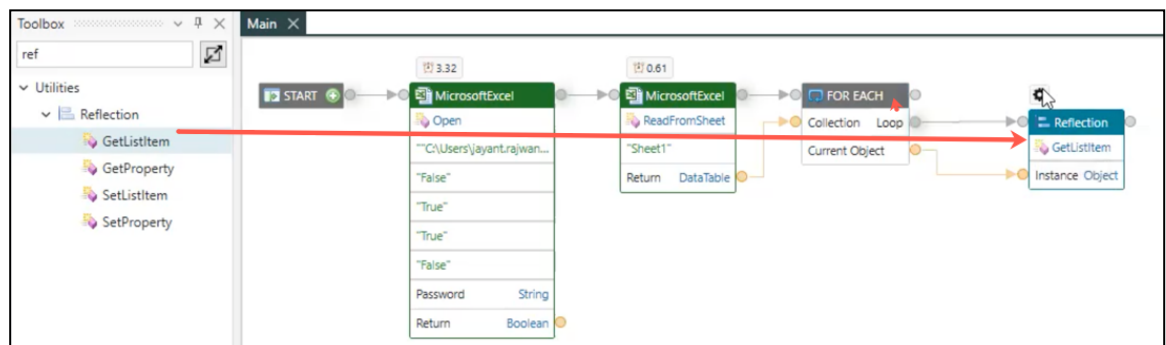 Toolbox
ref
Utilities
Reflection
GetListItem
GetProperty
SetListItem
SetProperty
Main
START
3.32
MicrosoftExcel
Open
""C:\Users\jayant.rajwan...
"False"
"True"
"True"
"False"
Password String
Return Boolean
0.61
MicrosoftExcel
ReadFromSheet
"Sheet1"
Return DataTable
FOR EACH
Collection Loop
Current Object
Reflection
GetListItem
Instance Object